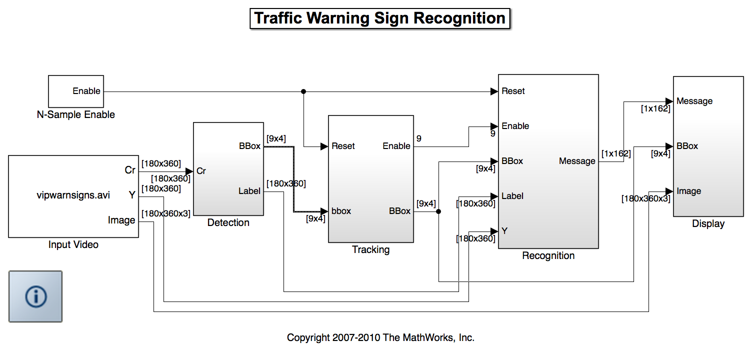 Traffic Warning Sign Recognition
Enable
N-Sample Enable
vipwarnsigns.avi
Cr
Y
Image
Input Video
[180x360]
[180x360]
[180x360]
[180x360x3]
Cr
BBox
Label
Detection
[9x4]
[180x360]
[9x4]
Reset
bbox
Enable
BBox
Tracking
9
[9x4]
9
[9x4]
[180x360]
[180x360]
Reset
Enable
BBox
Label
Y
Message
Recognition
[1x162]
[1x162]
[9x4]
[180x360x3]
Message
BBox
Image
Display
i
Copyright 2007-2010 The MathWorks, Inc.